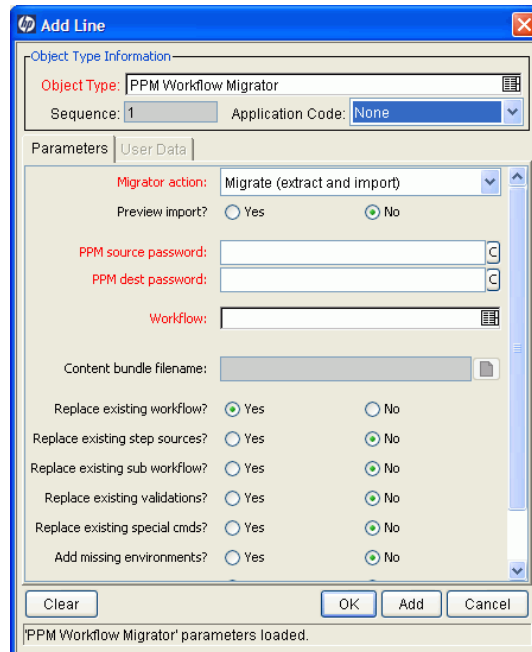 hp Add Line
Object Type Information
Object Type: PPM Workflow Migrator
Sequence: 1 Application Code: None
Parameters User Data
Migrator action: Migrate (extract and import)
Preview import? Yes No
PPM source password: C
PPM dest password: C
Workflow:
Content bundle filename:
Replace existing workflow? Yes No
Replace existing step sources? Yes No
Replace existing sub workflow? Yes No
Replace existing validations? Yes No
Replace existing special cmds? Yes No
Add missing environments? Yes No
Clear OK Add Cancel
'PPM Workflow Migrator' parameters loaded.